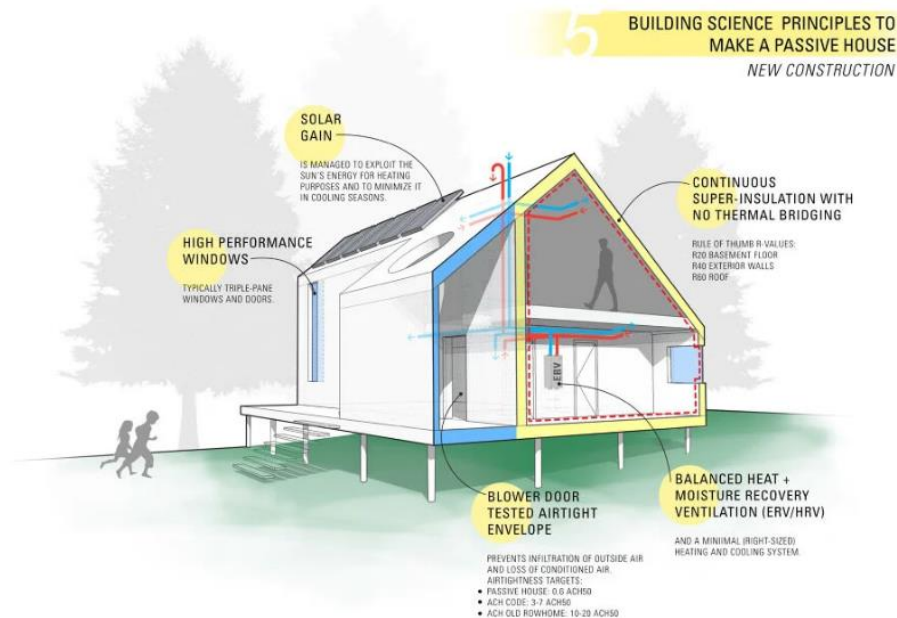 5
BUILDING SCIENCE PRINCIPLES TO
MAKE A PASSIVE HOUSE
NEW CONSTRUCTION
SOLAR
GAIN
IS MANAGED TO EXPLOIT THE
SUN'S ENERGY FOR HEATING
PURPOSES AND TO MINIMIZE IT
IN COOLING SEASONS.
HIGH PERFORMANCE
WINDOWS
TYPICALLY TRIPLE-PANE
WINDOWS AND DOORS.
CONTINUOUS
SUPER-INSULATION WITH
NO THERMAL BRIDGING
RULE OF THUMB R-VALUES:
R20 BASEMENT FLOOR
R40 EXTERIOR WALLS
R60 ROOF
ERV
BLOWER DOOR
TESTED AIRTIGHT
ENVELOPE
PREVENTS INFILTRATION OF OUTSIDE AIR
AND LOSS OF CONDITIONED AIR.
AIRTIGHTNESS TARGETS:
• PASSIVE HOUSE: 0.6 ACH50
• ACH CODE: 3-7 ACH50
• ACH OLD ROWHOME: 10-20 ACH50
BALANCED HEAT +
MOISTURE RECOVERY
VENTILATION (ERV/HRV)
AND A MINIIMAL (RIGHT-SIZED)
HEATING AND COOLING SYSTEM.